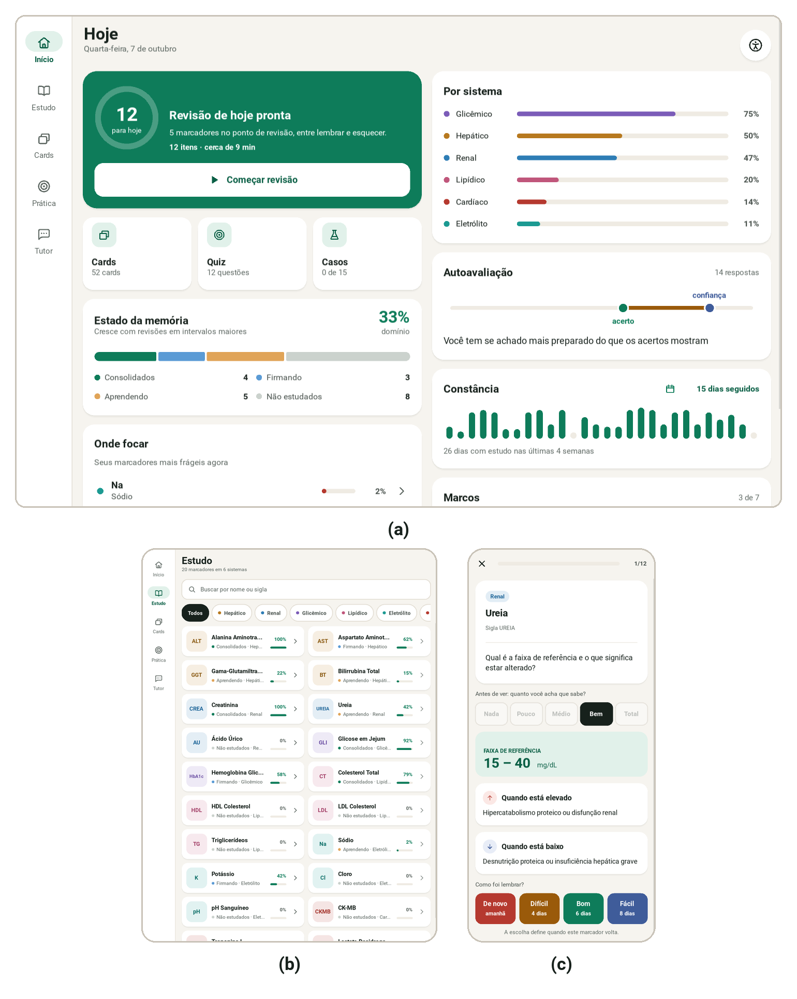 Hoje
Quarta-feira, 7 de outubro
Início
Estudo
Cards
Prática
Tutor
12
para hoje
Revisão de hoje pronta
5 marcadores no ponto de revisão, entre lembrar e esquecer.
12 itens · cerca de 9 min
Começar revisão
Cards
52 cards
Quiz
12 questões
Casos
0 de 15
Estado da memória
Cresce com revisões em intervalos maiores
33%
domínio
Consolidados 4
Firmando 3
Aprendendo 5
Não estudados 8
Onde focar
Seus marcadores mais frágeis agora
Na
Sódio
2%
Por sistema
Glicêmico 75%
Hepático 50%
Renal 47%
Lipídico 20%
Cardíaco 14%
Eletrólito 11%
Autoavaliação
14 respostas
confiança
acerto
Você tem se achado mais preparado do que os acertos mostram
Constância
15 dias seguidos
26 dias com estudo nas últimas 4 semanas
Marcos
3 de 7
(a)
Início
Estudo
Cards
Prática
Tutor
Estudo
20 marcadores em 6 sistemas
Buscar por nome ou sigla
Todos Hepático Renal Glicêmico Lipídico Eletrólito
ALT
Alanina Aminotra...
Consolidados · Hep...
100%
AST
Aspartato Aminot...
Firmando · Hepático
62%
GGT
Gama-Glutamiltra...
Aprendendo · Hepáti...
22%
BT
Bilirrubina Total
Aprendendo · Hepáti...
15%
CREA
Creatinina
Consolidados · Renal
100%
UREIA
Ureia
Aprendendo · Renal
42%
AU
Ácido Úrico
Não estudados · Re...
0%
GLI
Glicose em Jejum
Consolidados · Glicê...
92%
HbA1c
Hemoglobina Glic...
Firmando · Glicêmico
58%
CT
Colesterol Total
Consolidados · Lipíd...
79%
HDL
HDL Colesterol
Não estudados · Lip...
0%
LDL
LDL Colesterol
Não estudados · Lip...
0%
TG
Triglicerídeos
Não estudados · Lip...
0%
Na
Sódio
Aprendendo · Eletróli...
2%
K
Potássio
Firmando · Eletrólito
42%
Cl
Cloro
Não estudados · Elet...
0%
pH
pH Sanguíneo
Não estudados · Elet...
0%
CKMB
CK-MB
Não estudados · Car...
0%
(b)
1/12
Renal
Ureia
Sigla UREIA
Qual é a faixa de referência e o que significa
estar alterado?
Antes de ver: quanto você acha que sabe?
Nada Pouco Médio Bem Total
FAIXA DE REFERÊNCIA
15 – 40 mg/dL
Quando está elevado
Hipercatabolismo proteico ou disfunção renal
Quando está baixo
Desnutrição proteica ou insuficiência hepática grave
Como foi lembrar?
De novo
amanhã
Difícil
4 dias
Bom
6 dias
Fácil
8 dias
A escolha define quando este marcador volta.
(c)